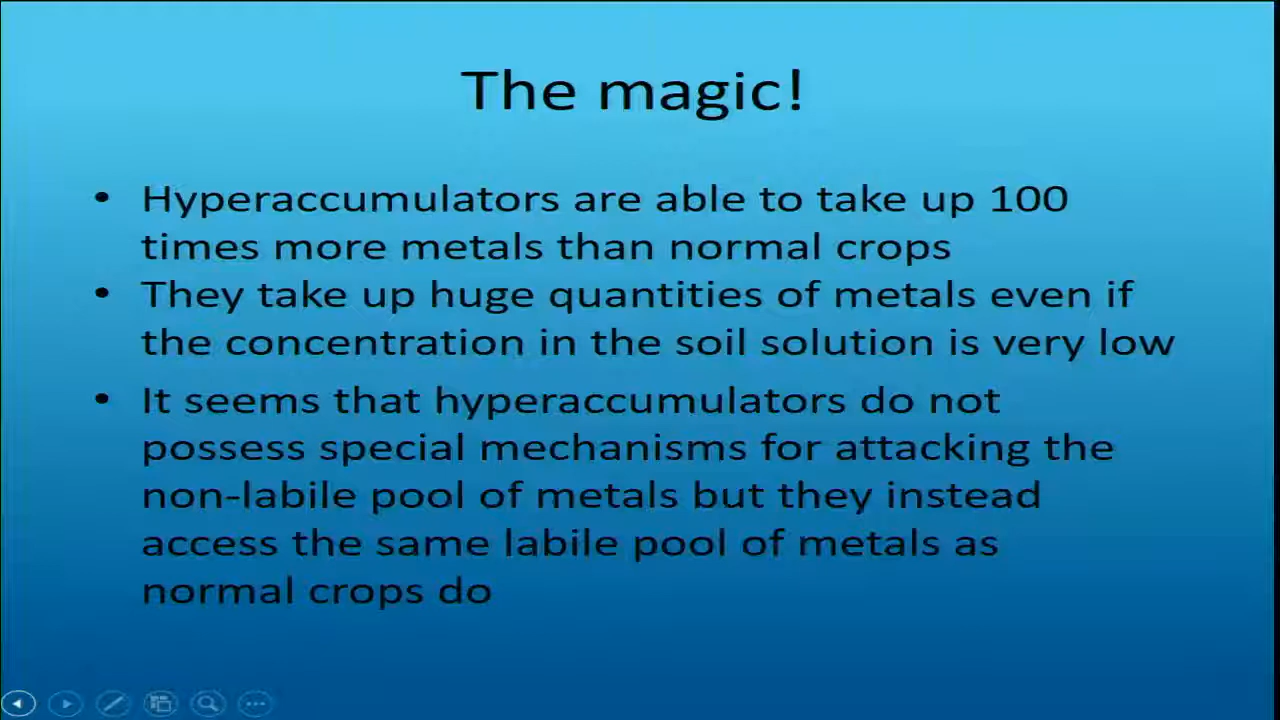 The magic!
• Hyperaccumulators are able to take up 100
times more metals than normal crops
• They take up huge quantities of metals even if
the concentration in the soil solution is very low
• It seems that hyperaccumulators do not
possess special mechanisms for attacking the
non-labile pool of metals but they instead
access the same labile pool of metals as
normal crops do